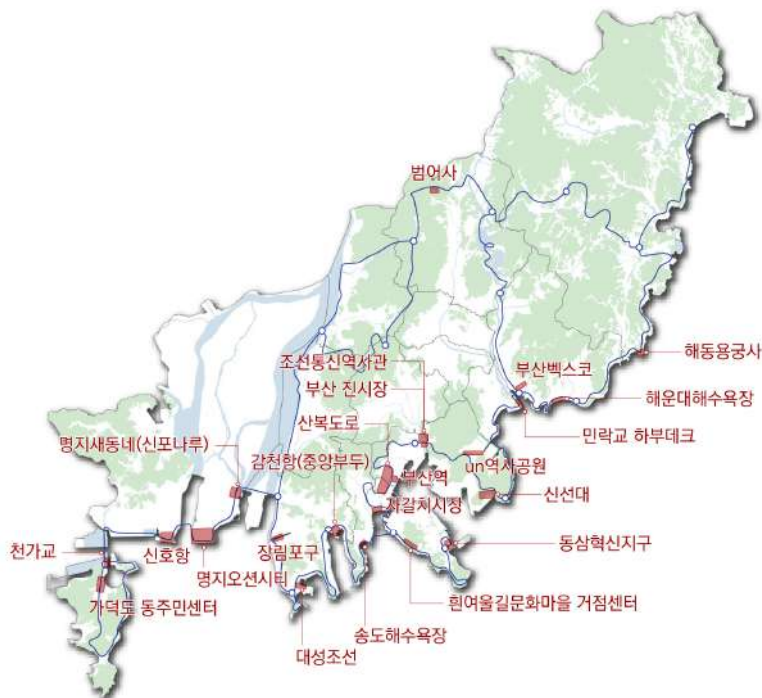 범어사
해동용궁사
조선통신역사관
부산벡스코
부산 진시장
해운대해수욕장
산복도로
민락교 하부데크
명지새동네(신포나루)
감천항(중앙부두)
un역사공원
부산역
신선대
자갈치시장
천가교
신호항
장림포구
동삼혁신지구
명지오션시티
가덕도 동주민센터
흰여울길문화마을 거점센터
송도해수욕장
대성조선